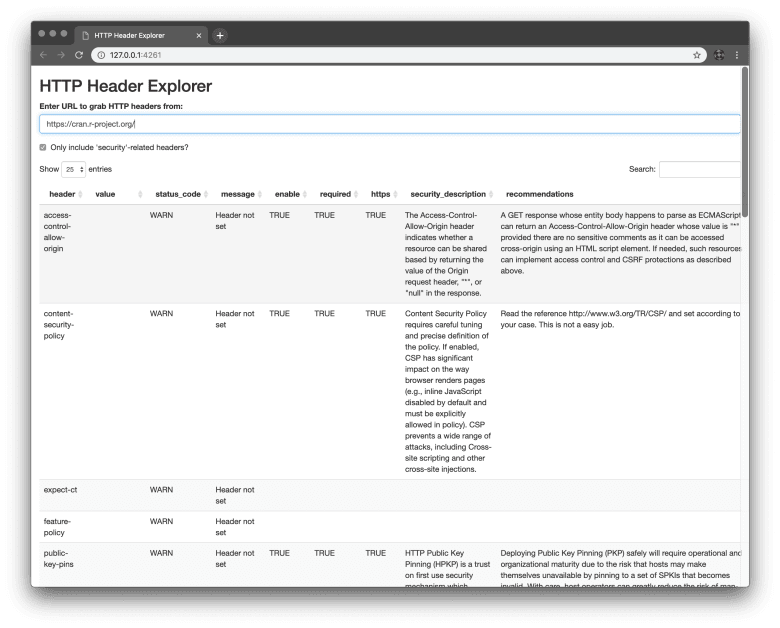 HTTP Header Explorer
127.0.0.1:4261
HTTP Header Explorer
Enter URL to grab HTTP headers from:
https://cran.r-project.org/
Only include 'security'-related headers?
Show 25 entries
Search:
header value status_code message enable required https security_description recommendations
access-
control-
allow-
origin
WARN
Header not
set
TRUE
TRUE
TRUE
The Access-Control-
Allow-Origin header
indicates whether a
resource can be shared
based by returning the
value of the Origin
request header, "*", or
"null" in the response.
A GET response whose entity body happens to parse as ECMAScript
can return an Access-Control-Allow-Origin header whose value is "*"
provided there are no sensitive comments as it can be accessed
cross-origin using an HTML script element. If needed, such resources
can implement access control and CSRF protections as described
above.
content-
security-
policy
WARN
Header not
set
TRUE
TRUE
TRUE
Content Security Policy
requires careful tuning
and precise definition of
the policy. If enabled,
CSP has significant
impact on the way
browser renders pages
(e.g., inline JavaScript
disabled by default and
must be explicitly
allowed in policy). CSP
prevents a wide range of
attacks, including Cross-
site scripting and other
cross-site injections.
Read the reference http://www.w3.org/TR/CSP/ and set according to
your case. This is not a easy job.
expect-ct
WARN
Header not
set
feature-
policy
WARN
Header not
set
public-
key-pins
WARN
Header not
set
TRUE
TRUE
TRUE
HTTP Public Key
Pinning (HPKP) is a trust
on first use security
mechanism which
Deploying Public Key Pinning (PKP) safely will require operational and
organizational maturity due to the risk that hosts may make
themselves unavailable by pinning to a set of SPKIs that becomes
invalid. With care, host operators can greatly reduce the risk of man-